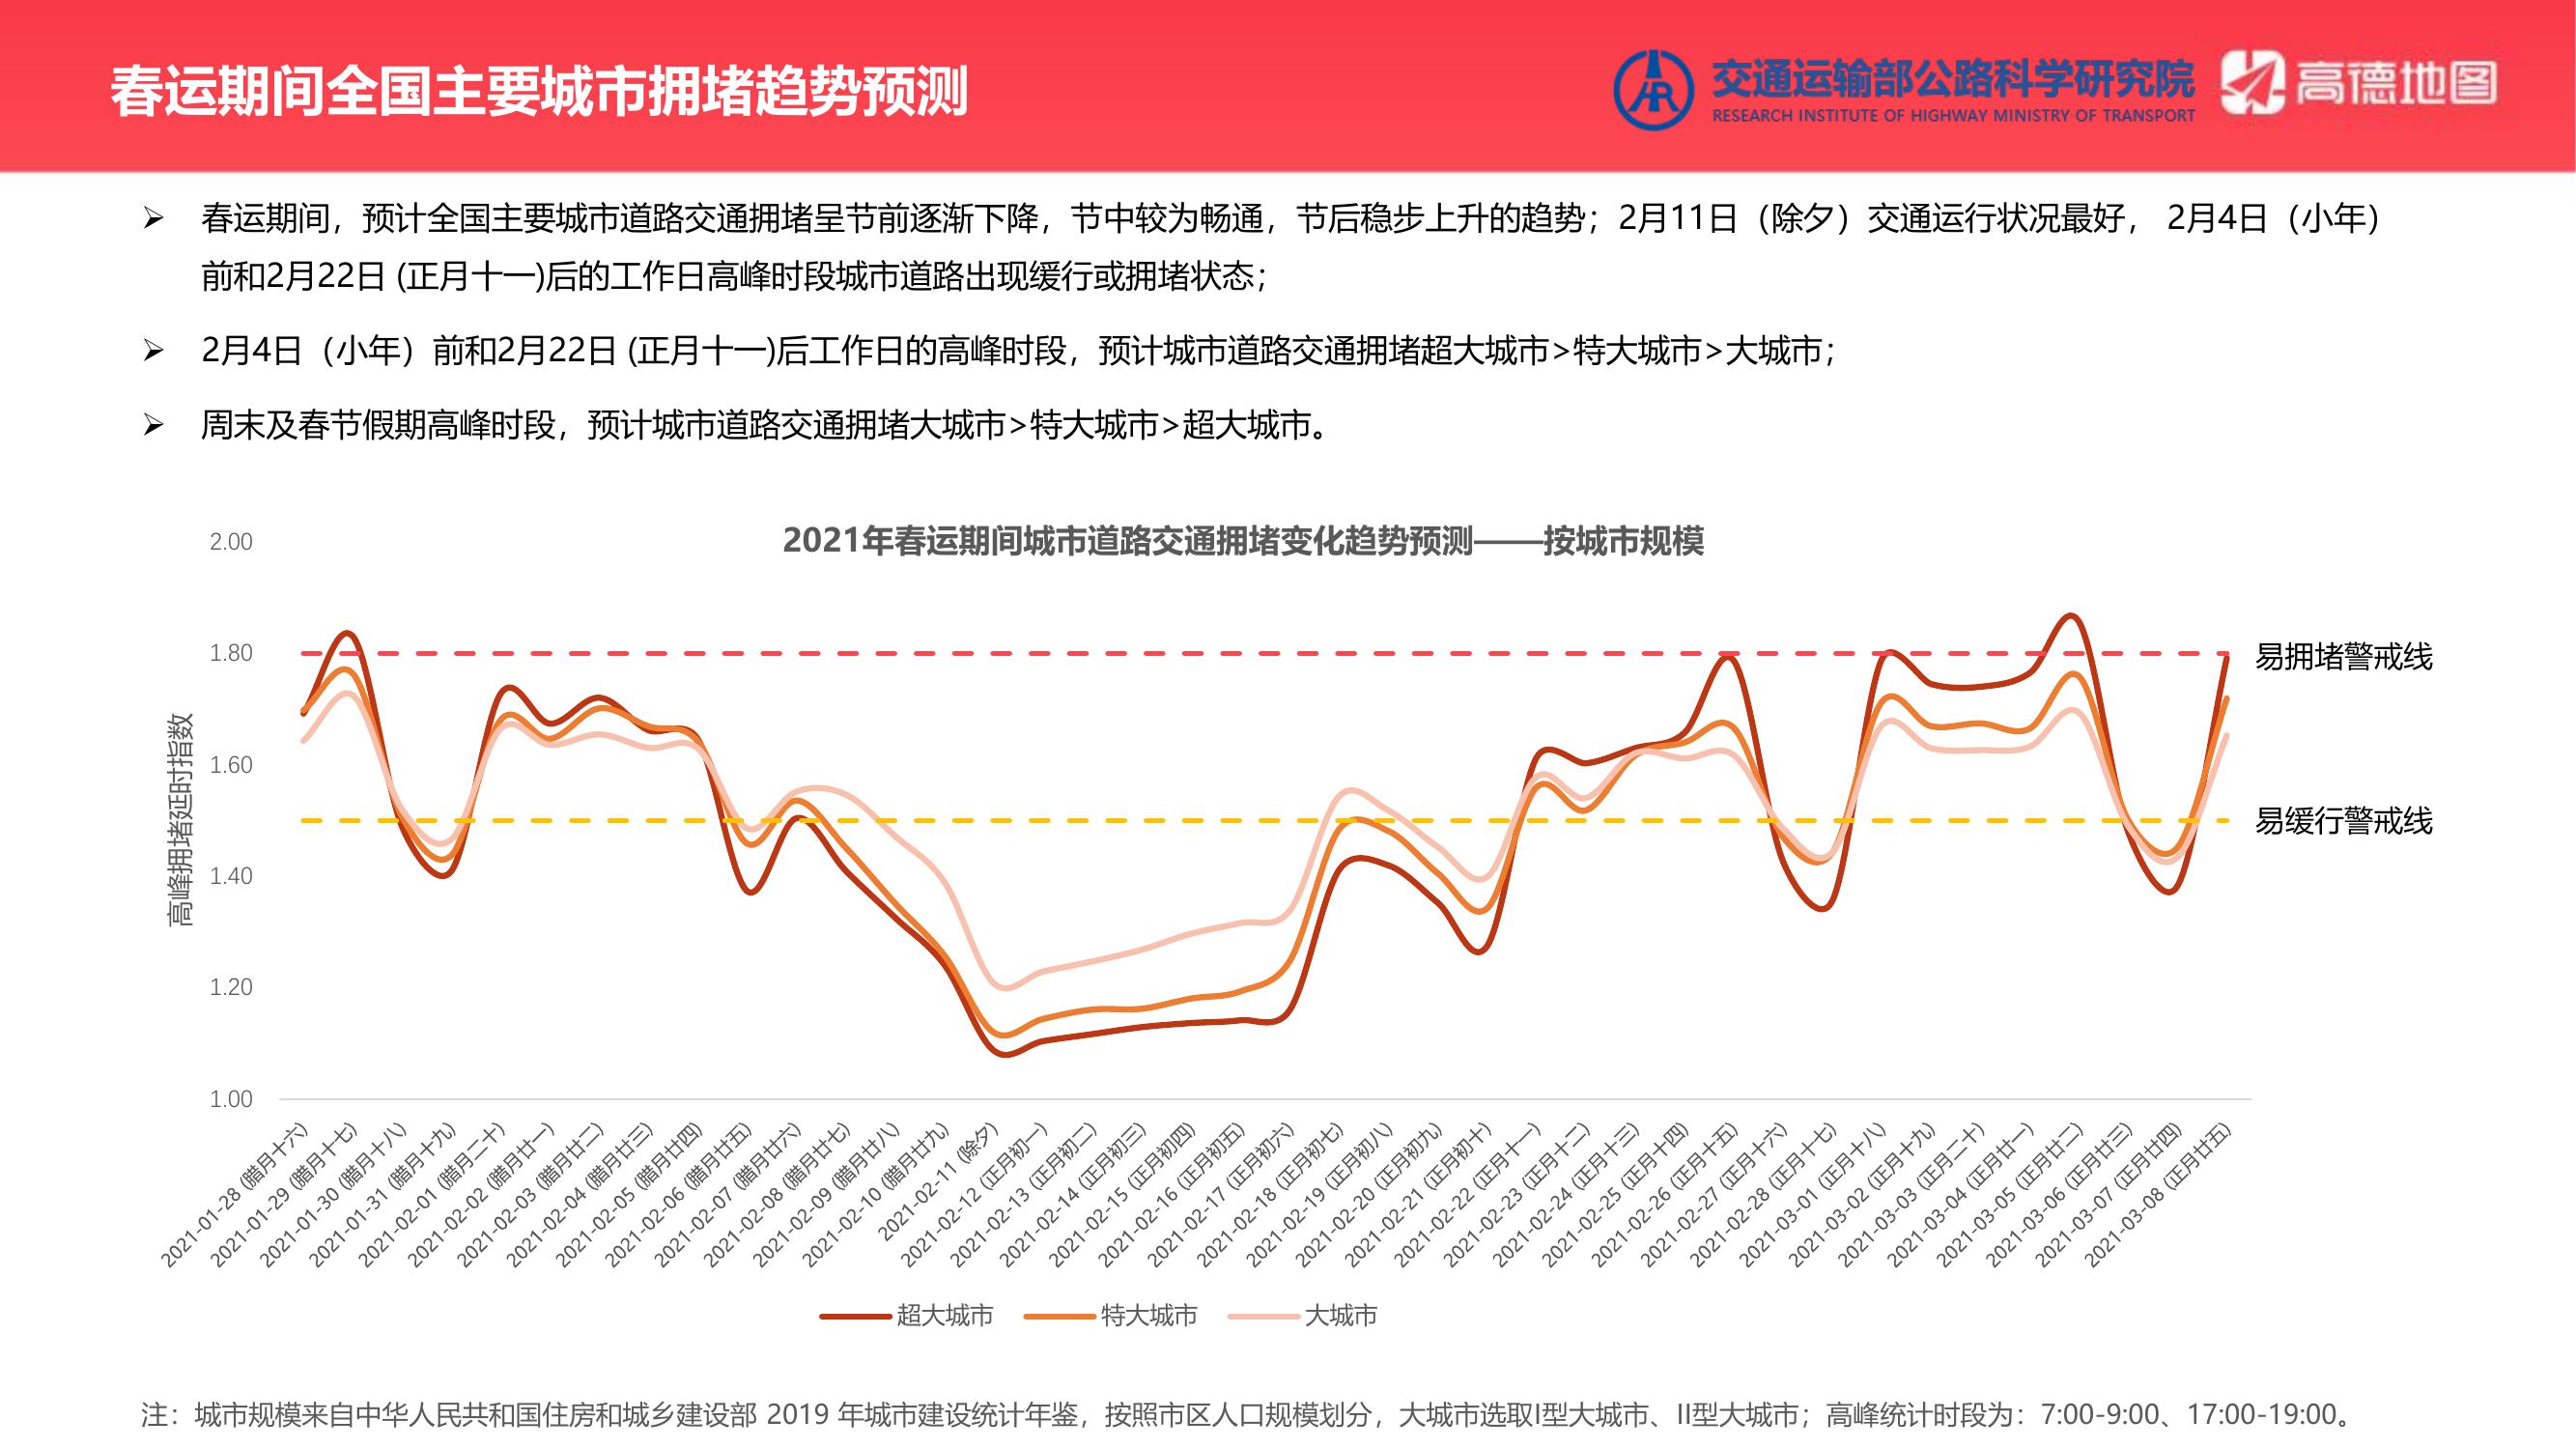 春运期间全国主要城市拥堵趋势预测
交通运输部公路科学研究院
RESEARCH INSTITUTE OF HIGHWAY MINISTRY OF TRANSPORT
高德地图
➢ 春运期间，预计全国主要城市道路交通拥堵呈节前逐渐下降，节中较为畅通，节后稳步上升的趋势；2月11日（除夕）交通运行状况最好， 2月4日（小年）
前和2月22日 (正月十一)后的工作日高峰时段城市道路出现缓行或拥堵状态；
➢ 2月4日（小年）前和2月22日 (正月十一)后工作日的高峰时段，预计城市道路交通拥堵超大城市>特大城市>大城市；
➢ 周末及春节假期高峰时段，预计城市道路交通拥堵大城市>特大城市>超大城市。
2021年春运期间城市道路交通拥堵变化趋势预测——按城市规模
高峰拥堵延时指数
2.00
1.80
1.60
1.40
1.20
1.00
易拥堵警戒线
易缓行警戒线
2021-01-28 (腊月十六)
2021-01-29 (腊月十七)
2021-01-30 (腊月十八)
2021-01-31 (腊月十九)
2021-02-01 (腊月二十)
2021-02-02 (腊月廿一)
2021-02-03 (腊月廿二)
2021-02-04 (腊月廿三)
2021-02-05 (腊月廿四)
2021-02-06 (腊月廿五)
2021-02-07 (腊月廿六)
2021-02-08 (腊月廿七)
2021-02-09 (腊月廿八)
2021-02-10 (腊月廿九)
2021-02-11 (除夕)
2021-02-12 (正月初一)
2021-02-13 (正月初二)
2021-02-14 (正月初三)
2021-02-15 (正月初四)
2021-02-16 (正月初五)
2021-02-17 (正月初六)
2021-02-18 (正月初七)
2021-02-19 (正月初八)
2021-02-20 (正月初九)
2021-02-21 (正月初十)
2021-02-22 (正月十一)
2021-02-23 (正月十二)
2021-02-24 (正月十三)
2021-02-25 (正月十四)
2021-02-26 (正月十五)
2021-02-27 (正月十六)
2021-02-28 (正月十七)
2021-03-01 (正月十八)
2021-03-02 (正月十九)
2021-03-03 (正月二十)
2021-03-04 (正月廿一)
2021-03-05 (正月廿二)
2021-03-06 (正月廿三)
2021-03-07 (正月廿四)
2021-03-08 (正月廿五)
超大城市
特大城市
大城市
注：城市规模来自中华人民共和国住房和城乡建设部 2019 年城市建设统计年鉴，按照市区人口规模划分，大城市选取I型大城市、II型大城市；高峰统计时段为：7:00-9:00、17:00-19:00。